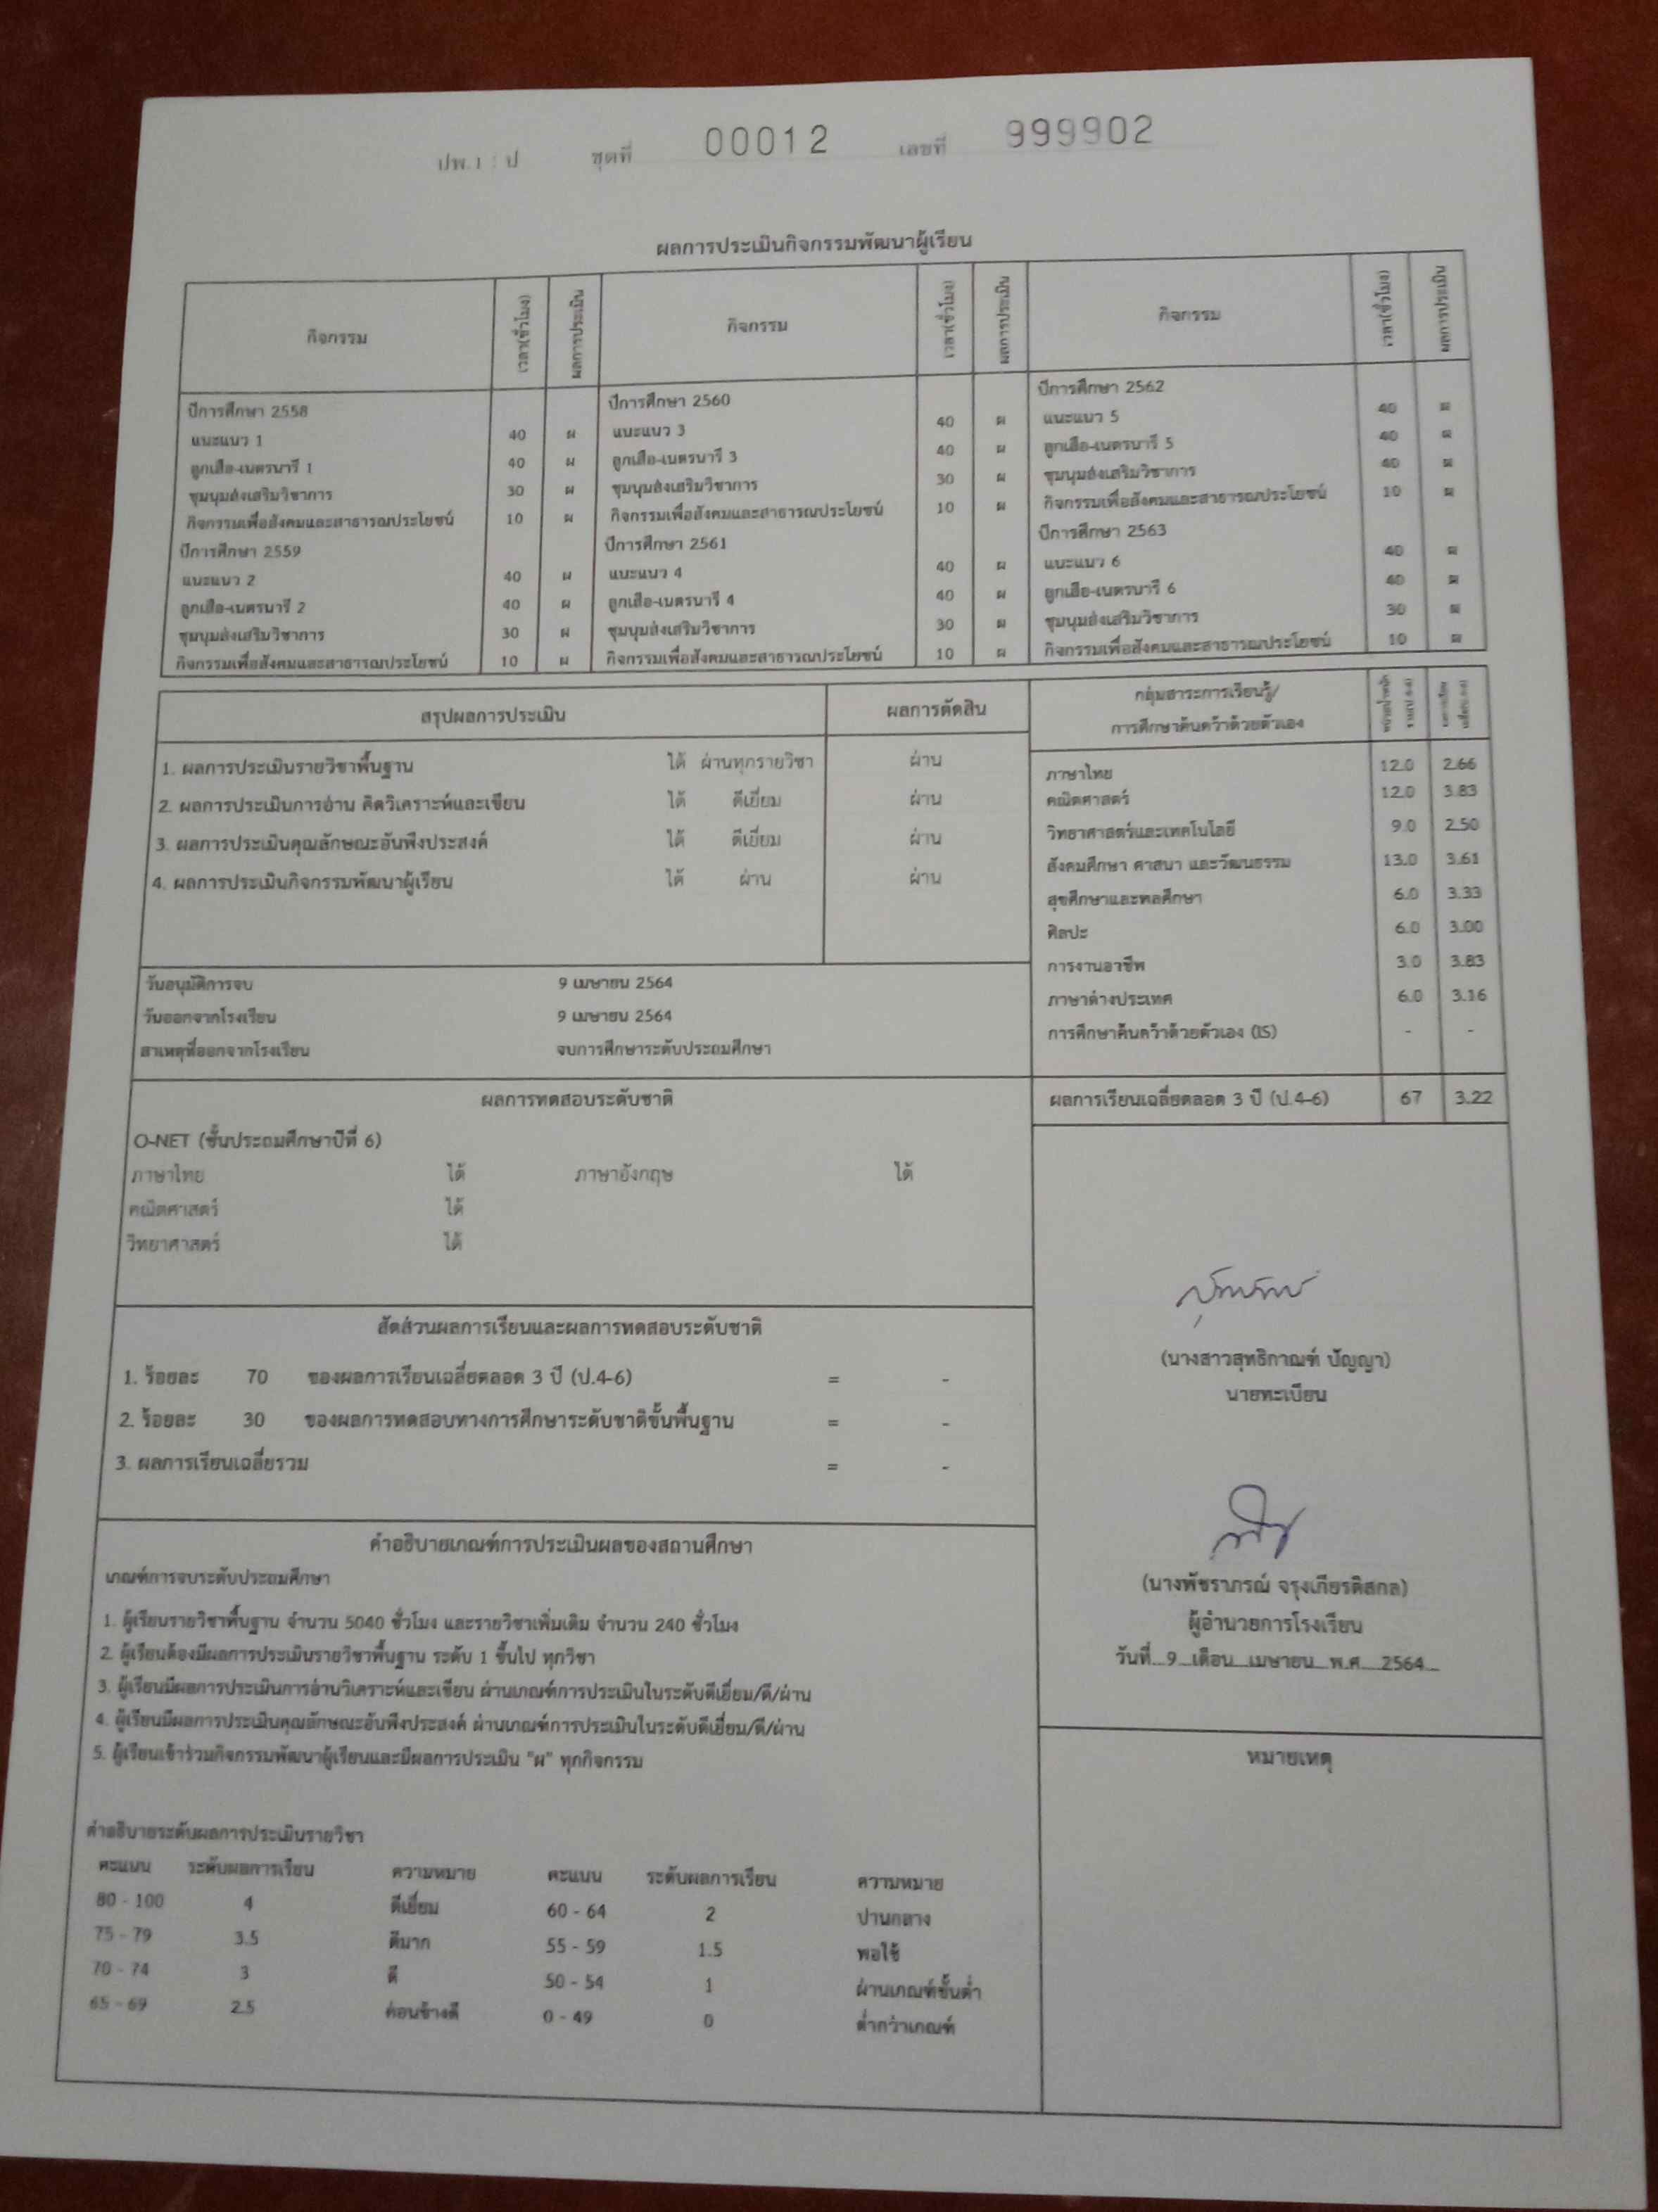 ปพ.1 : ป ชุดที่ 00012 เลขที่ 999902
ผลการประเมินกิจกรรมพัฒนาผู้เรียน
กิจกรรม เวลา(ชั่วโมง) ผลการประเมิน กิจกรรม เวลา(ชั่วโมง) ผลการประเมิน กิจกรรม เวลา(ชั่วโมง) ผลการประเมิน
ปีการศึกษา 2558 ปีการศึกษา 2560 ปีการศึกษา 2562
แนะแนว 1 40 ผ แนะแนว 3 40 ผ แนะแนว 5 40 ผ
ลูกเสือ-เนตรนารี 1 40 ผ ลูกเสือ-เนตรนารี 3 40 ผ ลูกเสือ-เนตรนารี 5 40 ผ
ชุมนุมส่งเสริมวิชาการ 30 ผ ชุมนุมส่งเสริมวิชาการ 30 ผ ชุมนุมส่งเสริมวิชาการ 40 ผ
กิจกรรมเพื่อสังคมและสาธารณประโยชน์ 10 ผ กิจกรรมเพื่อสังคมและสาธารณประโยชน์ 10 ผ กิจกรรมเพื่อสังคมและสาธารณประโยชน์ 10 ผ
ปีการศึกษา 2559 ปีการศึกษา 2561 ปีการศึกษา 2563
แนะแนว 2 40 ผ แนะแนว 4 40 ผ แนะแนว 6 40 ผ
ลูกเสือ-เนตรนารี 2 40 ผ ลูกเสือ-เนตรนารี 4 40 ผ ลูกเสือ-เนตรนารี 6 40 ผ
ชุมนุมส่งเสริมวิชาการ 30 ผ ชุมนุมส่งเสริมวิชาการ 30 ผ ชุมนุมส่งเสริมวิชาการ 30 ผ
กิจกรรมเพื่อสังคมและสาธารณประโยชน์ 10 ผ กิจกรรมเพื่อสังคมและสาธารณประโยชน์ 10 ผ กิจกรรมเพื่อสังคมและสาธารณประโยชน์ 10 ผ
สรุปผลการประเมิน ผลการตัดสิน
1. ผลการประเมินรายวิชาพื้นฐาน ได้ ผ่านทุกรายวิชา ผ่าน
2. ผลการประเมินการอ่าน คิดวิเคราะห์และเขียน ได้ ดีเยี่ยม ผ่าน
3. ผลการประเมินคุณลักษณะอันพึงประสงค์ ได้ ดีเยี่ยม ผ่าน
4. ผลการประเมินกิจกรรมพัฒนาผู้เรียน ได้ ผ่าน ผ่าน
วันอนุมัติการจบ 9 เมษายน 2564
วันออกจากโรงเรียน 9 เมษายน 2564
สาเหตุที่ออกจากโรงเรียน จบการศึกษาระดับประถมศึกษา
กลุ่มสาระการเรียนรู้/
การศึกษาค้นคว้าด้วยตัวเอง
ภาษาไทย 12.0 2.66
คณิตศาสตร์ 12.0 3.83
วิทยาศาสตร์และเทคโนโลยี 9.0 2.50
สังคมศึกษา ศาสนา และวัฒนธรรม 13.0 3.61
สุขศึกษาและพลศึกษา 6.0 3.33
ศิลปะ 6.0 3.00
การงานอาชีพ 3.0 3.83
ภาษาต่างประเทศ 6.0 3.16
การศึกษาค้นคว้าด้วยตัวเอง (IS) - -
ผลการเรียนเฉลี่ยตลอด 3 ปี (ป.4-6) 67 3.22
ผลการทดสอบระดับชาติ
O-NET (ชั้นประถมศึกษาปีที่ 6)
ภาษาไทย ได้ ภาษาอังกฤษ ได้
คณิตศาสตร์ ได้
วิทยาศาสตร์ ได้
สัดส่วนผลการเรียนและผลการทดสอบระดับชาติ
1. ร้อยละ 70 ของผลการเรียนเฉลี่ยตลอด 3 ปี (ป.4-6) = -
2. ร้อยละ 30 ของผลการทดสอบทางการศึกษาระดับชาติขั้นพื้นฐาน = -
3. ผลการเรียนเฉลี่ยรวม = -
(นางสาวสุทธิกาณฑ์ ปัญญา)
นายทะเบียน
(นางพัชราภรณ์ จรุงเกียรติสกล)
ผู้อำนวยการโรงเรียน
วันที่ 9 เดือน เมษายน พ.ศ. 2564
หมายเหตุ
คำอธิบายเกณฑ์การประเมินผลของสถานศึกษา
เกณฑ์การจบระดับประถมศึกษา
1. ผู้เรียนรายวิชาพื้นฐาน จำนวน 5040 ชั่วโมง และรายวิชาเพิ่มเติม จำนวน 240 ชั่วโมง
2. ผู้เรียนต้องมีผลการประเมินรายวิชาพื้นฐาน ระดับ 1 ขึ้นไป ทุกวิชา
3. ผู้เรียนมีผลการประเมินการอ่านวิเคราะห์และเขียน ผ่านเกณฑ์การประเมินในระดับดีเยี่ยม/ดี/ผ่าน
4. ผู้เรียนมีผลการประเมินคุณลักษณะอันพึงประสงค์ ผ่านเกณฑ์การประเมินในระดับดีเยี่ยม/ดี/ผ่าน
5. ผู้เรียนเข้าร่วมกิจกรรมพัฒนาผู้เรียนและมีผลการประเมิน "ผ" ทุกกิจกรรม
คำอธิบายระดับผลการประเมินรายวิชา
คะแนน ระดับผลการเรียน ความหมาย คะแนน ระดับผลการเรียน ความหมาย
80 - 100 4 ดีเยี่ยม 60 - 64 2 ปานกลาง
75 - 79 3.5 ดีมาก 55 - 59 1.5 พอใช้
70 - 74 3 ดี 50 - 54 1 ผ่านเกณฑ์ขั้นต่ำ
65 - 69 2.5 ค่อนข้างดี 0 - 49 0 ต่ำกว่าเกณฑ์